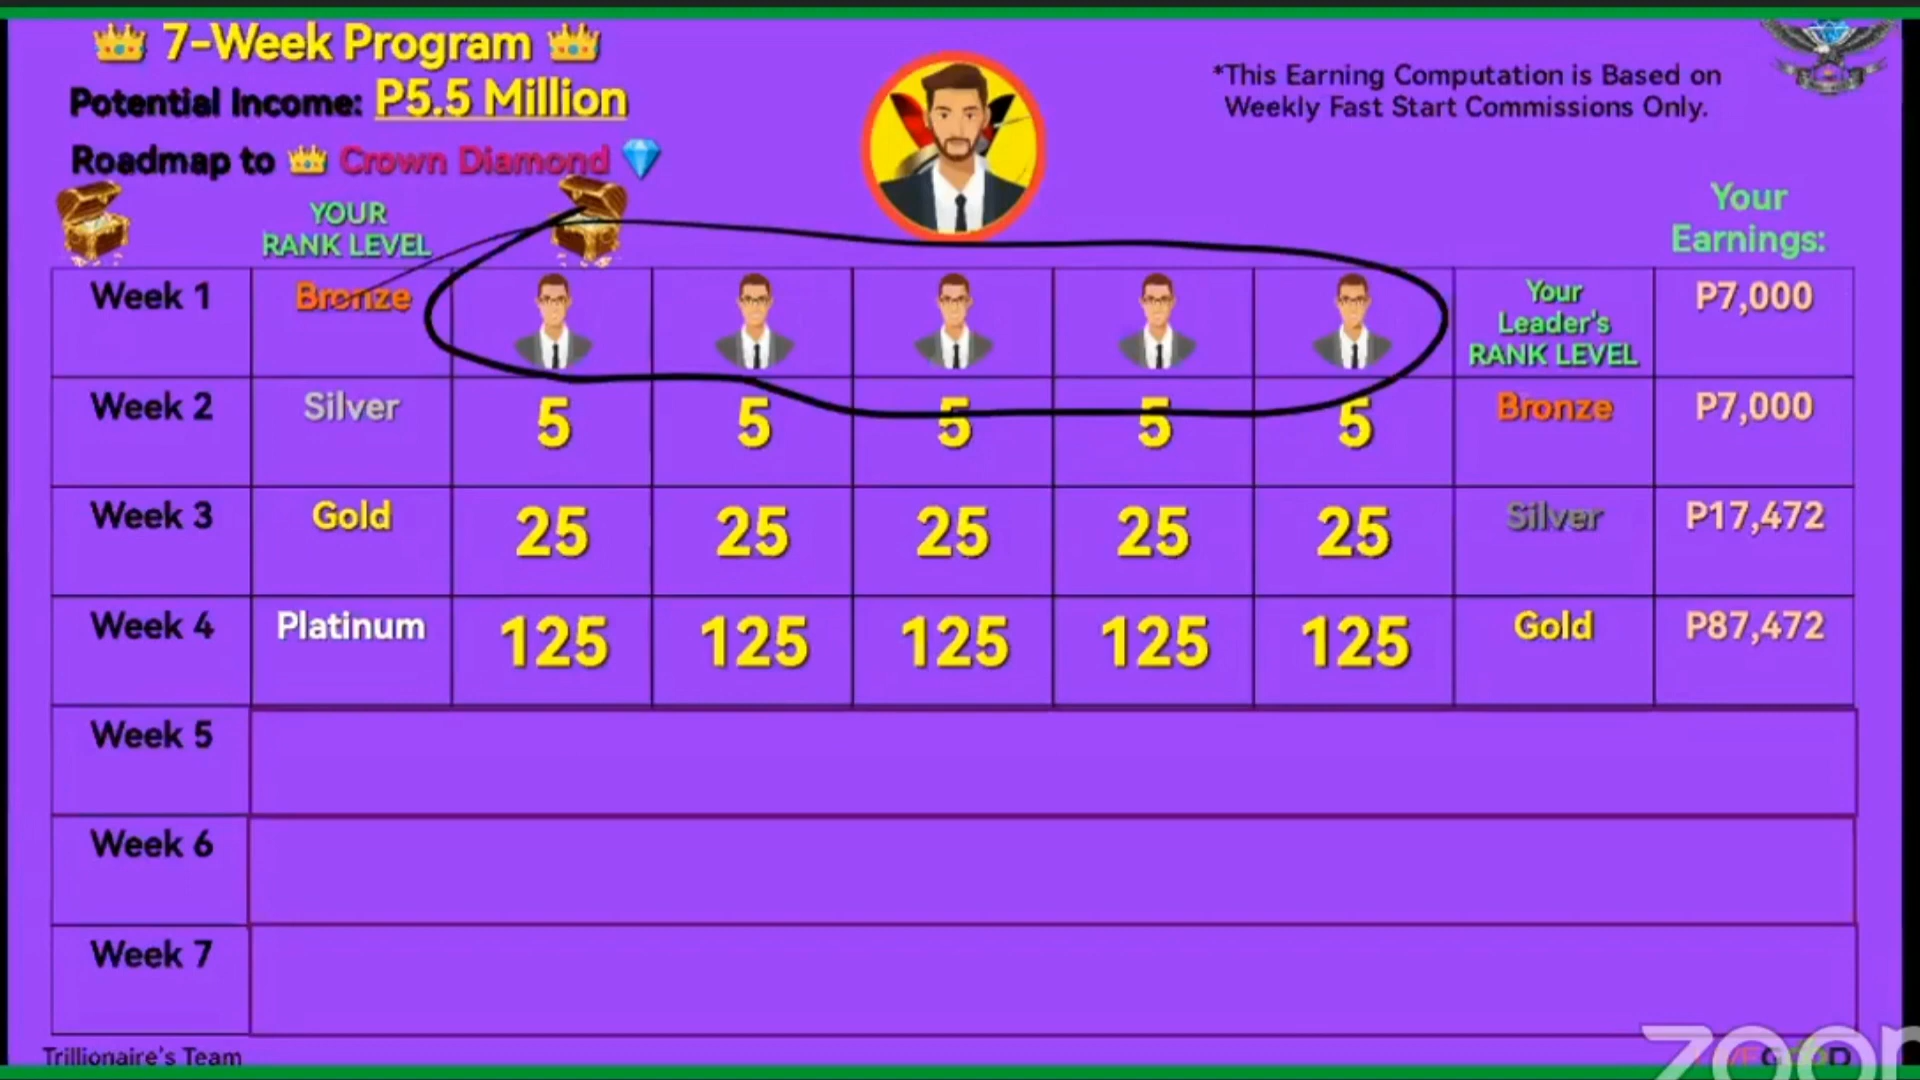 7-Week Program
Potential Income: P5.5 Million
Roadmap to Crown Diamond
*This Earning Computation is Based on
Weekly Fast Start Commissions Only.
YOUR
RANK LEVEL
Your
Earnings:
Week 1 Bronze Your Leader's RANK LEVEL P7,000
Week 2 Silver 5 5 5 5 5 Bronze P7,000
Week 3 Gold 25 25 25 25 25 Silver P17,472
Week 4 Platinum 125 125 125 125 125 Gold P87,472
Week 5
Week 6
Week 7
Trillionaire's Team
zoom